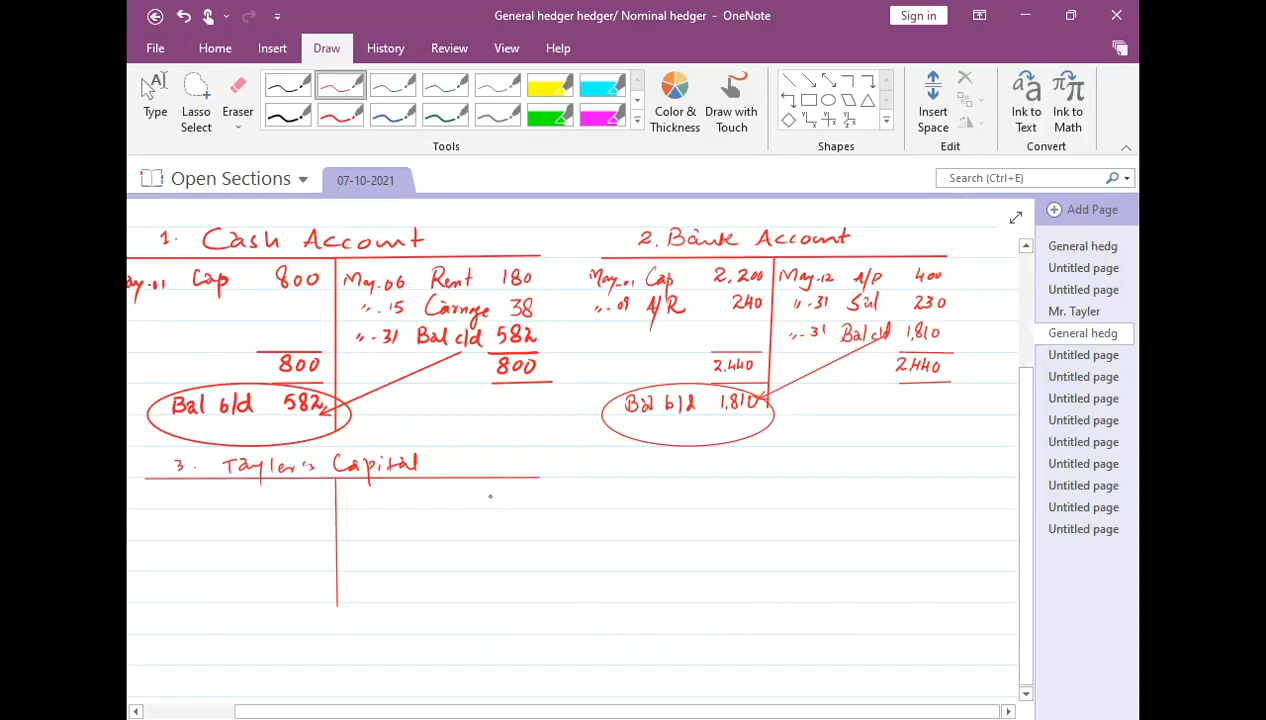 General hedger hedger/ Nominal hedger - OneNote
Sign in
File Home Insert Draw History Review View Help
Type
Lasso Select
Eraser
Color & Thickness
Draw with Touch
Insert Space
Ink to Text
Ink to Math
Tools
Shapes
Edit
Convert
Open Sections
07-10-2021
Search (Ctrl+E)
Add Page
General hedg
Untitled page
Untitled page
Mr. Tayler
General hedg
Untitled page
Untitled page
Untitled page
Untitled page
Untitled page
Untitled page
Untitled page
Untitled page
Untitled page
1. Cash Account
ay-01 Cap 800 May-06 Rent 180
"-15 Carriage 38
"-31 Bal c/d 582
800 800
Bal b/d 582
2. Bank Account
May-01 Cap 2,200 May-12 A/P 400
"-09 A/R 240 "-31 Sal 230
"-31 Bal c/d 1,810
2,440 2,440
Bal b/d 1,810
3. Tayler's Capital